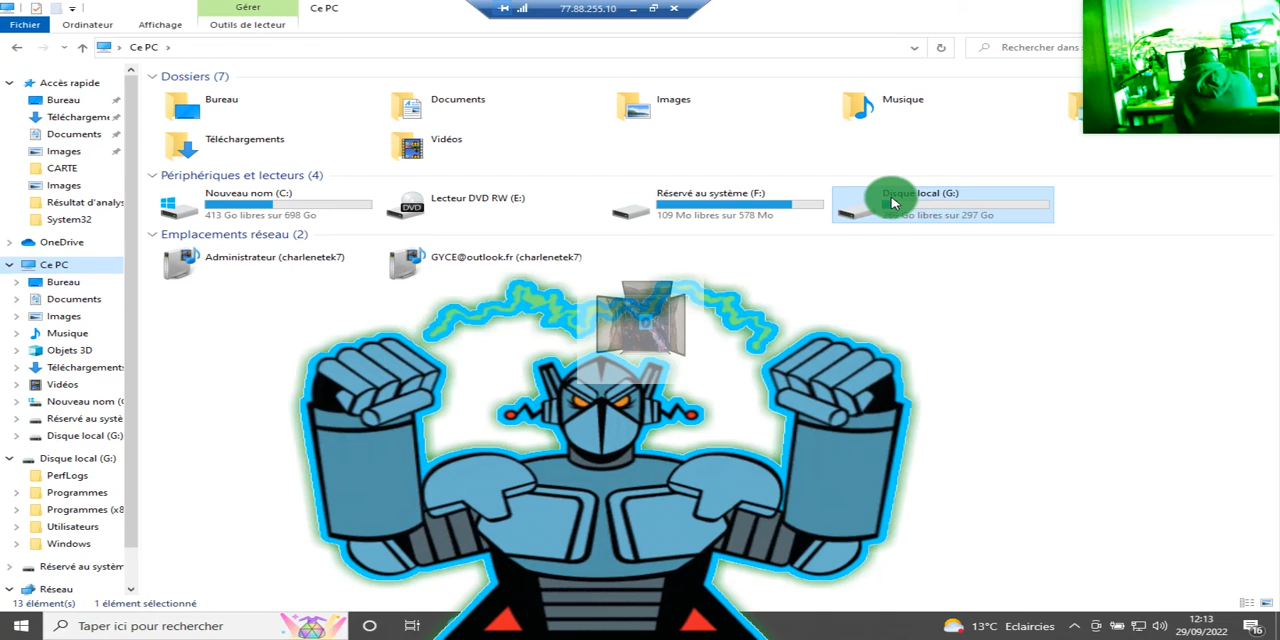 Gérer
Ce PC
77.88.255.10
Fichier
Ordinateur
Affichage
Outils de lecteur
Ce PC
Rechercher dans
Accès rapide
Bureau
Téléchargeme
Documents
Images
CARTE
Images
Résultat d'analys
System32
OneDrive
Ce PC
Bureau
Documents
Images
Musique
Objets 3D
Téléchargements
Vidéos
Nouveau nom (
Réservé au systè
Disque local (G:)
Disque local (G:)
PerfLogs
Programmes
Programmes (x8
Utilisateurs
Windows
Réservé au systèm
Réseau
Dossiers (7)
Bureau
Documents
Images
Musique
Téléchargements
Vidéos
Périphériques et lecteurs (4)
Nouveau nom (C:)
413 Go libres sur 698 Go
DVD
Lecteur DVD RW (E:)
Réservé au système (F:)
109 Mo libres sur 578 Mo
Disque local (G:)
Go libres sur 297 Go
Emplacements réseau (2)
Administrateur (charlenetek7)
GYCE@outlook.fr (charlenetek7)
13 élément(s)
1 élément sélectionné
Taper ici pour rechercher
13°C Eclaircies
12:13
29/09/2022
16